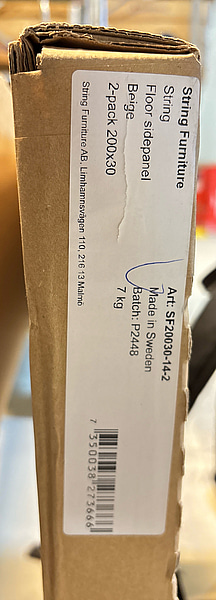 String Furniture
String
Floor sidepanel
Beige
2-pack 200x30
Art: SF20030-14-2
Made in Sweden
Batch: P2448
7 kg
String Furniture AB, Limhamnsvägen 110, 216 13 Malmö
7 350038 273666